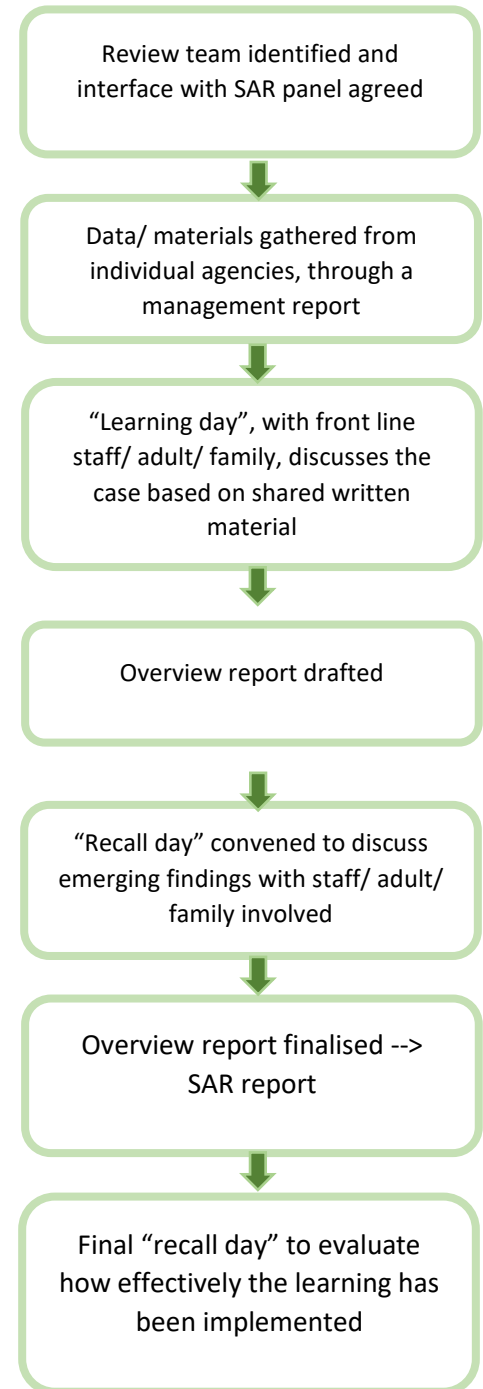 Review team identified and
interface with SAR panel agreed
Data/ materials gathered from
individual agencies, through a
management report
“Learning day”, with front line
staff/ adult/ family, discusses the
case based on shared written
material
Overview report drafted
“Recall day” convened to discuss
emerging findings with staff/ adult/
family involved
Overview report finalised -->
SAR report
Final “recall day” to evaluate
how effectively the learning has
been implemented